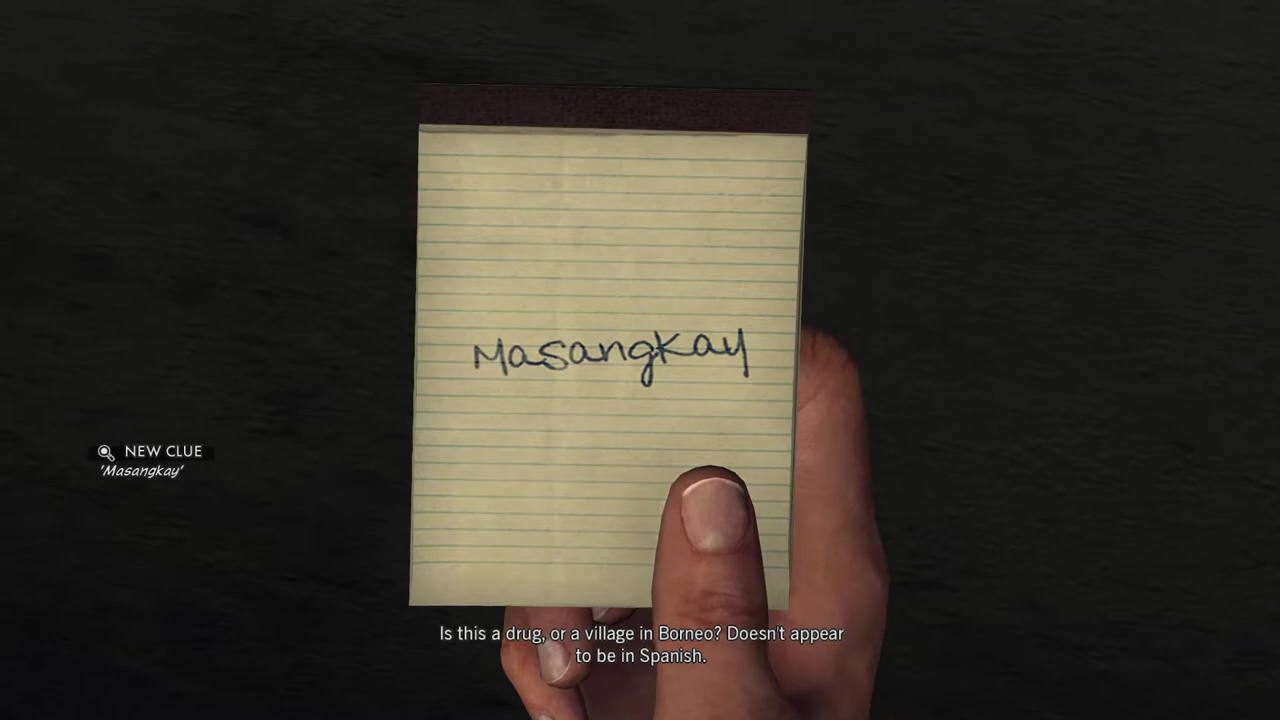 Masangkay
NEW CLUE
'Masangkay'
Is this a drug, or a village in Borneo? Doesn't appear
to be in Spanish.